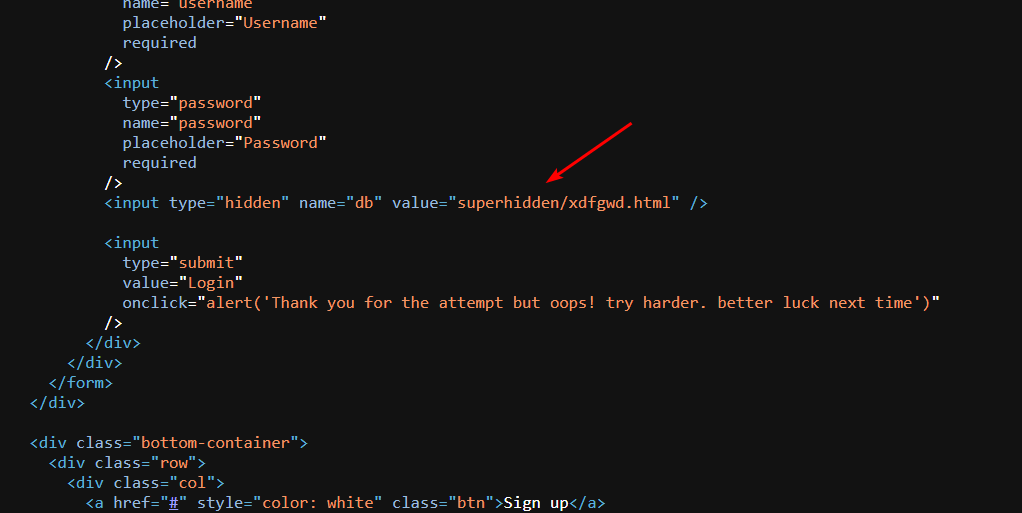 name="username"
placeholder="Username"
required
/>
<input
type="password"
name="password"
placeholder="Password"
required
/>
<input type="hidden" name="db" value="superhidden/xdfgwd.html" />
<input
type="submit"
value="Login"
onclick="alert('Thank you for the attempt but oops! try harder. better luck next time')"
/>
</div>
</div>
</form>
</div>
<div class="bottom-container">
<div class="row">
<div class="col">
<a href="#" style="color: white" class="btn">Sign up</a>